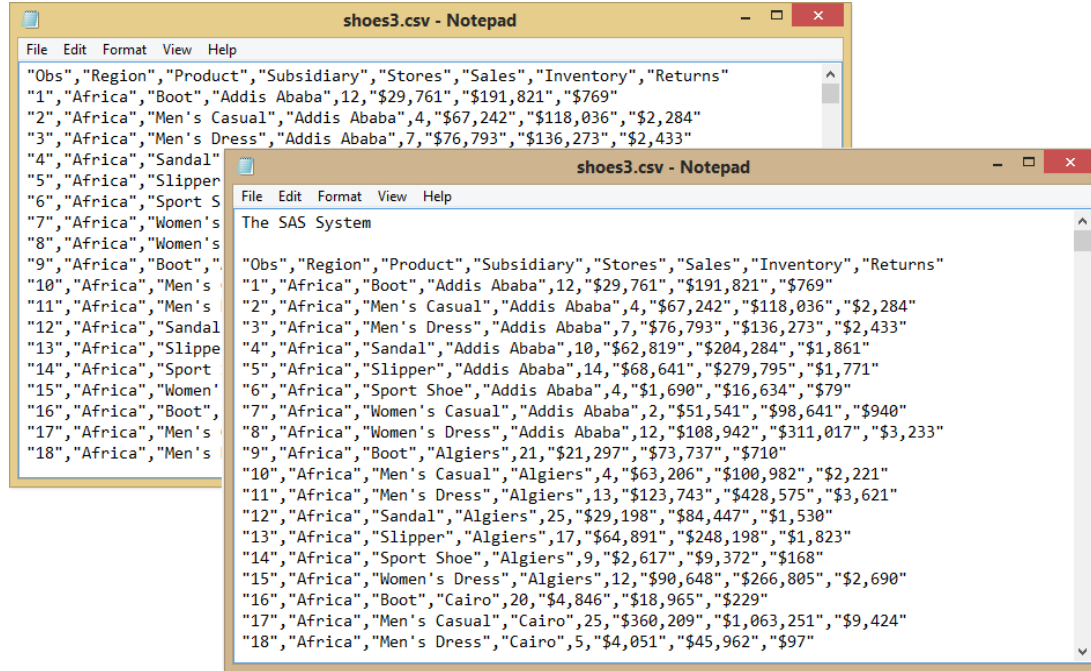 shoes3.csv - Notepad
File Edit Format View Help
"Obs","Region","Product","Subsidiary","Stores","Sales","Inventory","Returns"
"1","Africa","Boot","Addis Ababa",12,"$29,761","$191,821","$769"
"2","Africa","Men's Casual","Addis Ababa",4,"$67,242","$118,036","$2,284"
"3","Africa","Men's Dress","Addis Ababa",7,"$76,793","$136,273","$2,433"
"4","Africa","Sandal"
"5","Africa","Slipper
"6","Africa","Sport S
"7","Africa","Women's
"8","Africa","Women's
"9","Africa","Boot","
"10","Africa","Men's
"11","Africa","Men's
"12","Africa","Sandal
"13","Africa","Slippe
"14","Africa","Sport
"15","Africa","Women'
"16","Africa","Boot",
"17","Africa","Men's
"18","Africa","Men's
shoes3.csv - Notepad
File Edit Format View Help
The SAS System
"Obs","Region","Product","Subsidiary","Stores","Sales","Inventory","Returns"
"1","Africa","Boot","Addis Ababa",12,"$29,761","$191,821","$769"
"2","Africa","Men's Casual","Addis Ababa",4,"$67,242","$118,036","$2,284"
"3","Africa","Men's Dress","Addis Ababa",7,"$76,793","$136,273","$2,433"
"4","Africa","Sandal","Addis Ababa",10,"$62,819","$204,284","$1,861"
"5","Africa","Slipper","Addis Ababa",14,"$68,641","$279,795","$1,771"
"6","Africa","Sport Shoe","Addis Ababa",4,"$1,690","$16,634","$79"
"7","Africa","Women's Casual","Addis Ababa",2,"$51,541","$98,641","$940"
"8","Africa","Women's Dress","Addis Ababa",12,"$108,942","$311,017","$3,233"
"9","Africa","Boot","Algiers",21,"$21,297","$73,737","$710"
"10","Africa","Men's Casual","Algiers",4,"$63,206","$100,982","$2,221"
"11","Africa","Men's Dress","Algiers",13,"$123,743","$428,575","$3,621"
"12","Africa","Sandal","Algiers",25,"$29,198","$84,447","$1,530"
"13","Africa","Slipper","Algiers",17,"$64,891","$248,198","$1,823"
"14","Africa","Sport Shoe","Algiers",9,"$2,617","$9,372","$168"
"15","Africa","Women's Dress","Algiers",12,"$90,648","$266,805","$2,690"
"16","Africa","Boot","Cairo",20,"$4,846","$18,965","$229"
"17","Africa","Men's Casual","Cairo",25,"$360,209","$1,063,251","$9,424"
"18","Africa","Men's Dress","Cairo",5,"$4,051","$45,962","$97"